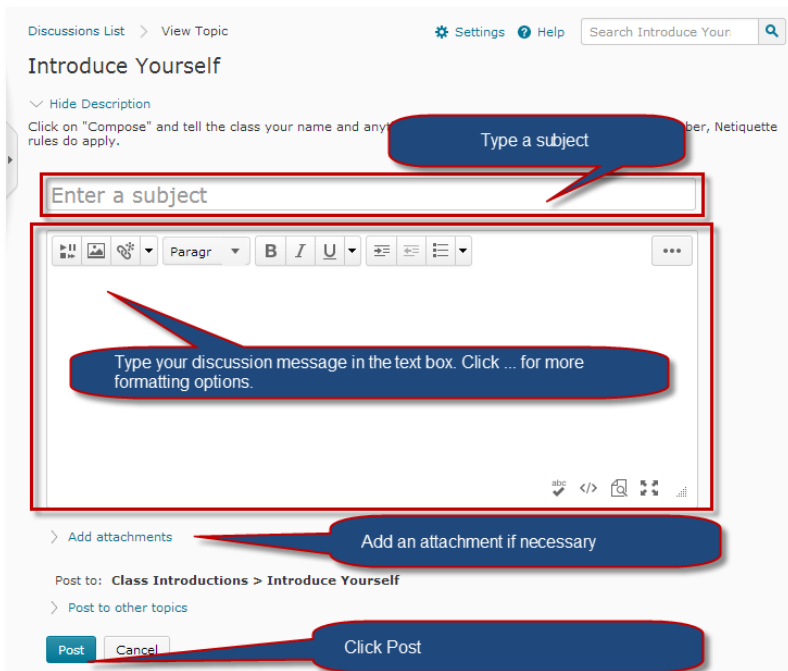 Discussions List > View Topic Settings Help Search Introduce Your
Introduce Yourself
Hide Description
Click on "Compose" and tell the class your name and any ber, Netiquette
rules do apply.
Type a subject
Enter a subject
Paragr B I U ...
Type your discussion message in the text box. Click ... for more
formatting options.
abc </>
> Add attachments
Add an attachment if necessary
Post to: Class Introductions > Introduce Yourself
> Post to other topics
Post Cancel
Click Post